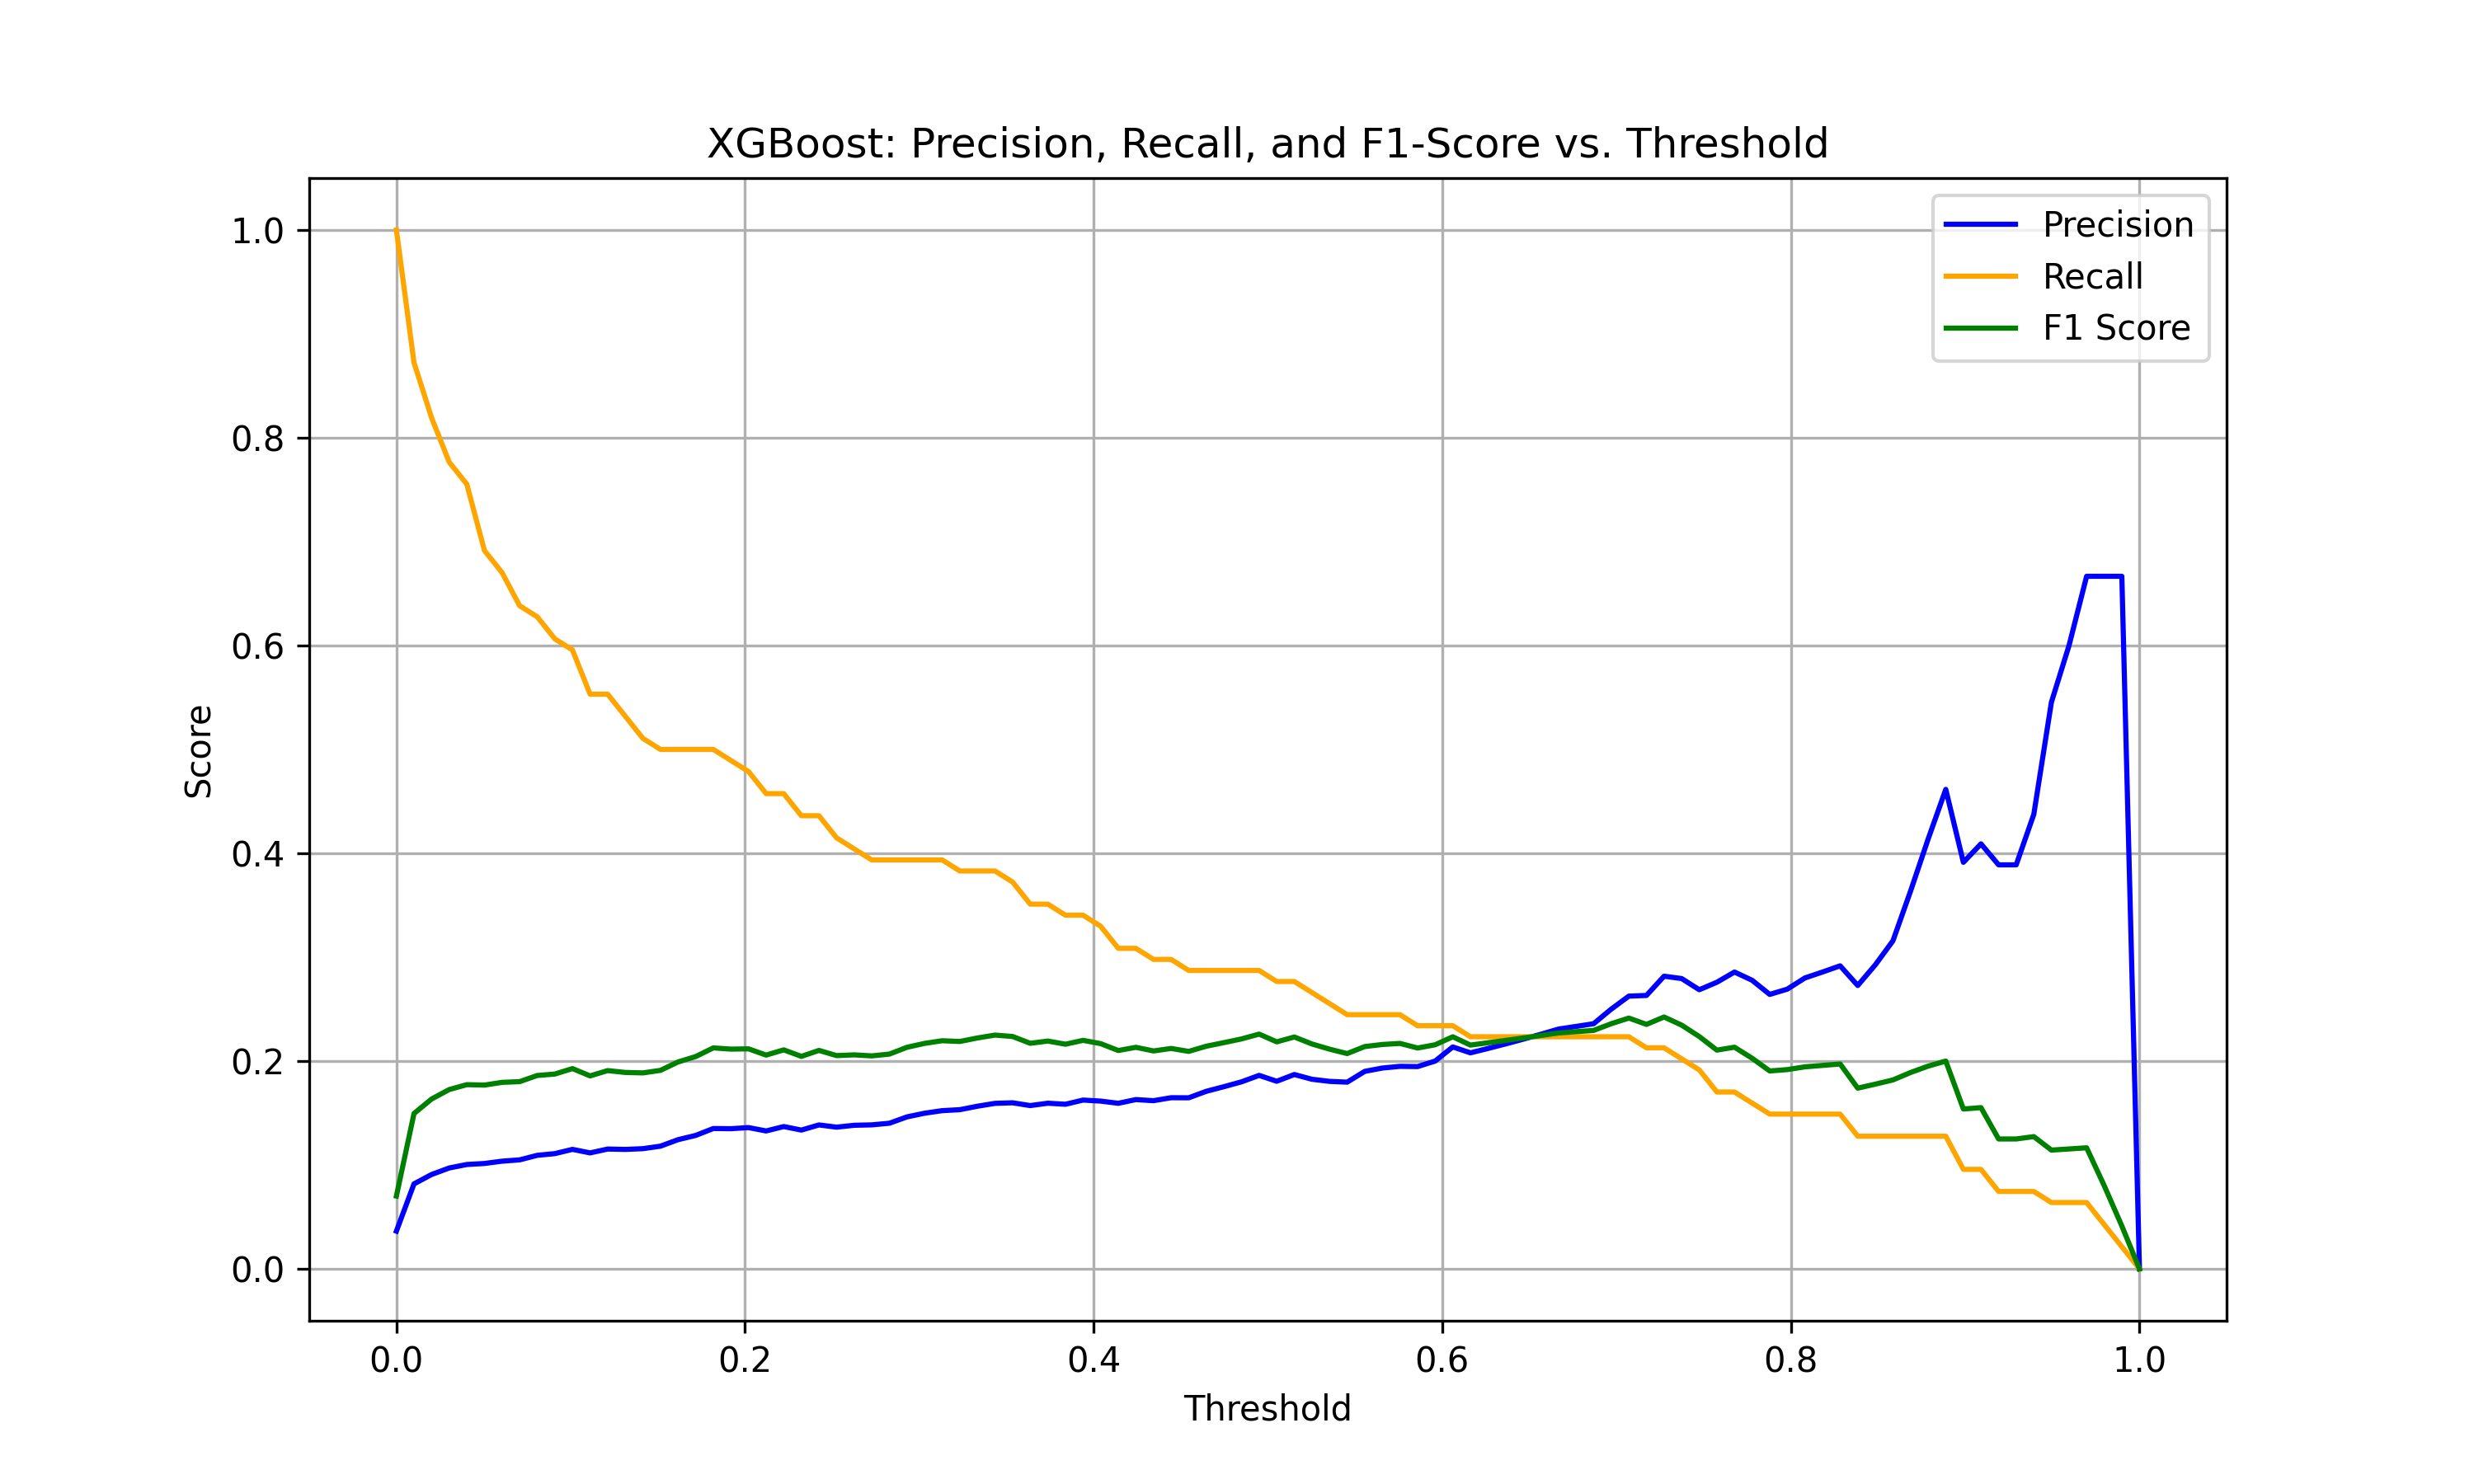 XGBoost: Precision, Recall, and F1-Score vs. Threshold
Precision
Recall
F1 Score
Score
1.0
0.8
0.6
0.4
0.2
0.0
0.0 0.2 0.4 0.6 0.8 1.0
Threshold